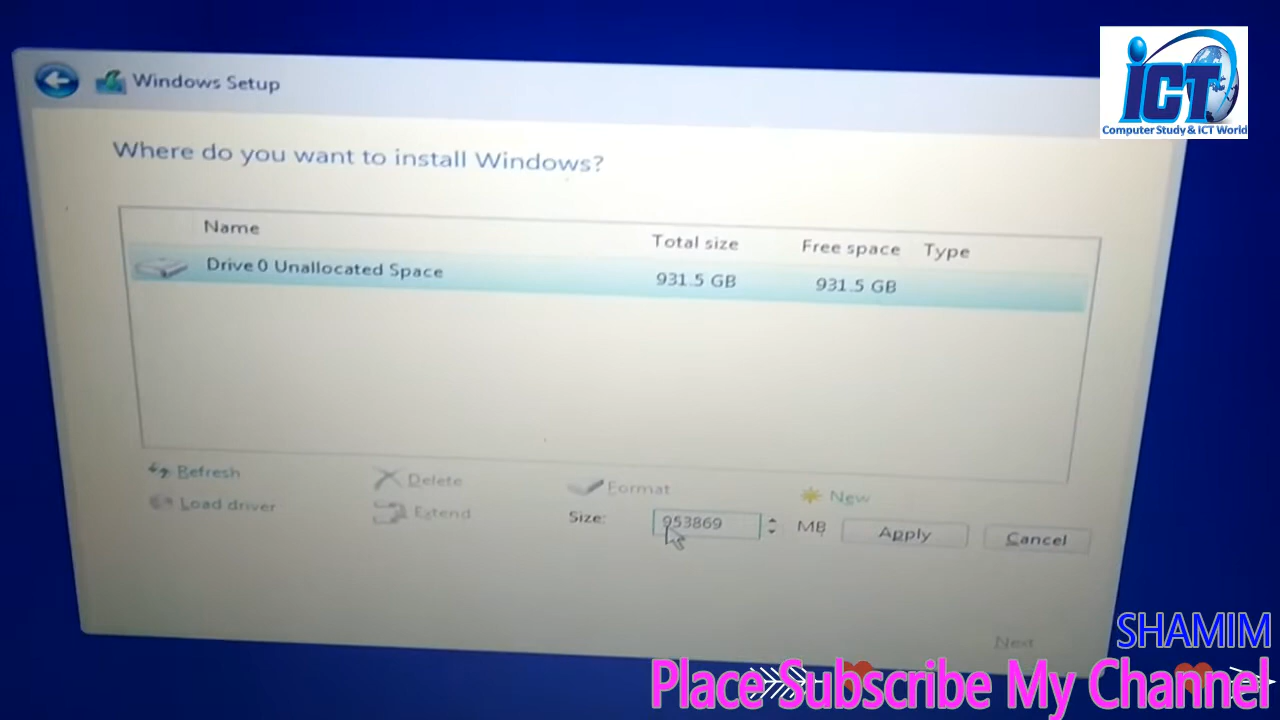 Windows Setup
Where do you want to install Windows?
Name Total size Free space Type
Drive 0 Unallocated Space 931.5 GB 931.5 GB
Refresh Delete Format New
Load driver Extend Size: 953869 MB Apply Cancel
Next
iCT
Computer Study & ICT World
SHAMIM
Place Subscribe My Channel